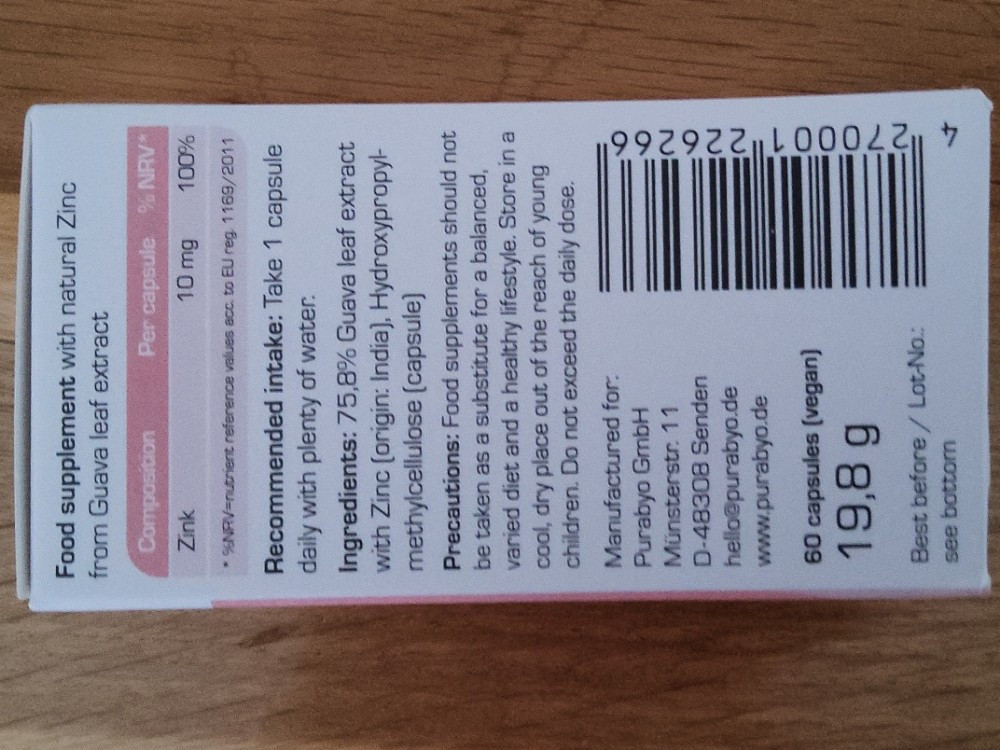 Food supplement with natural Zinc
from Guava leaf extract
Composition Per capsule % NRV*
Zink 10 mg 100%
* %NRV=nutrient reference values acc. to EU reg. 1169/2011
Recommended intake: Take 1 capsule
daily with plenty of water.
Ingredients: 75,8% Guava leaf extract
with Zinc (origin: India), Hydroxypropyl-
methylcellulose (capsule)
Precautions: Food supplements should not
be taken as a substitute for a balanced,
varied diet and a healthy lifestyle. Store in a
cool, dry place out of the reach of young
children. Do not exceed the daily dose.
Manufactured for:
Purabyo GmbH
Münsterstr. 11
D-48308 Senden
hello@purabyo.de
www.purabyo.de
60 capsules (vegan)
19,8 g
Best before / Lot-No.:
see bottom
4 270001 226266